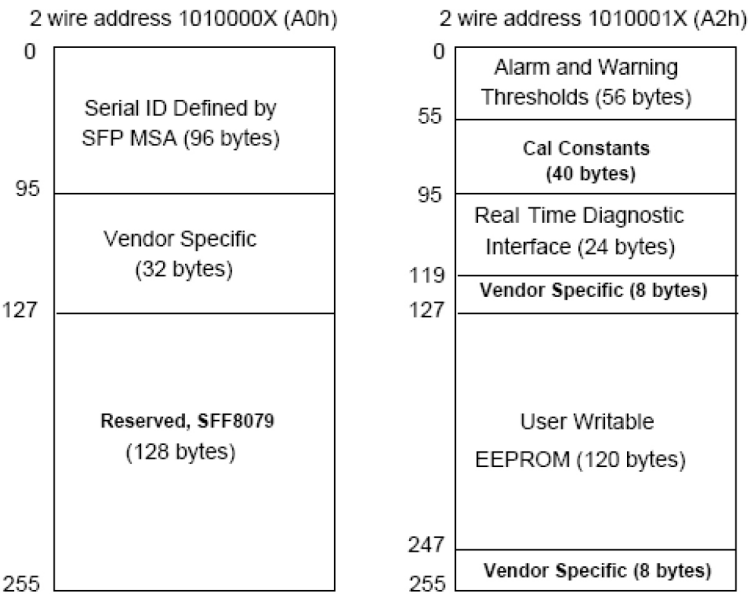 2 wire address 1010000X (A0h)
0
Serial ID Defined by
SFP MSA (96 bytes)
95
Vendor Specific
(32 bytes)
127
Reserved, SFF8079
(128 bytes)
255
2 wire address 1010001X (A2h)
0
Alarm and Warning
Thresholds (56 bytes)
55
Cal Constants
(40 bytes)
95
Real Time Diagnostic
Interface (24 bytes)
119
Vendor Specific (8 bytes)
127
User Writable
EEPROM (120 bytes)
247
Vendor Specific (8 bytes)
255